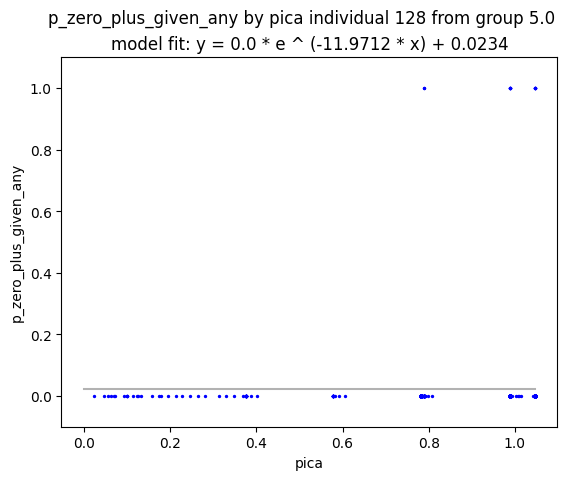 p_zero_plus_given_any by pica individual 128 from group 5.0
model fit: y = 0.0 * e ^ (-11.9712 * x) + 0.0234
1.0
0.8
0.6
0.4
0.2
0.0
p_zero_plus_given_any
0.0 0.2 0.4 0.6 0.8 1.0
pica